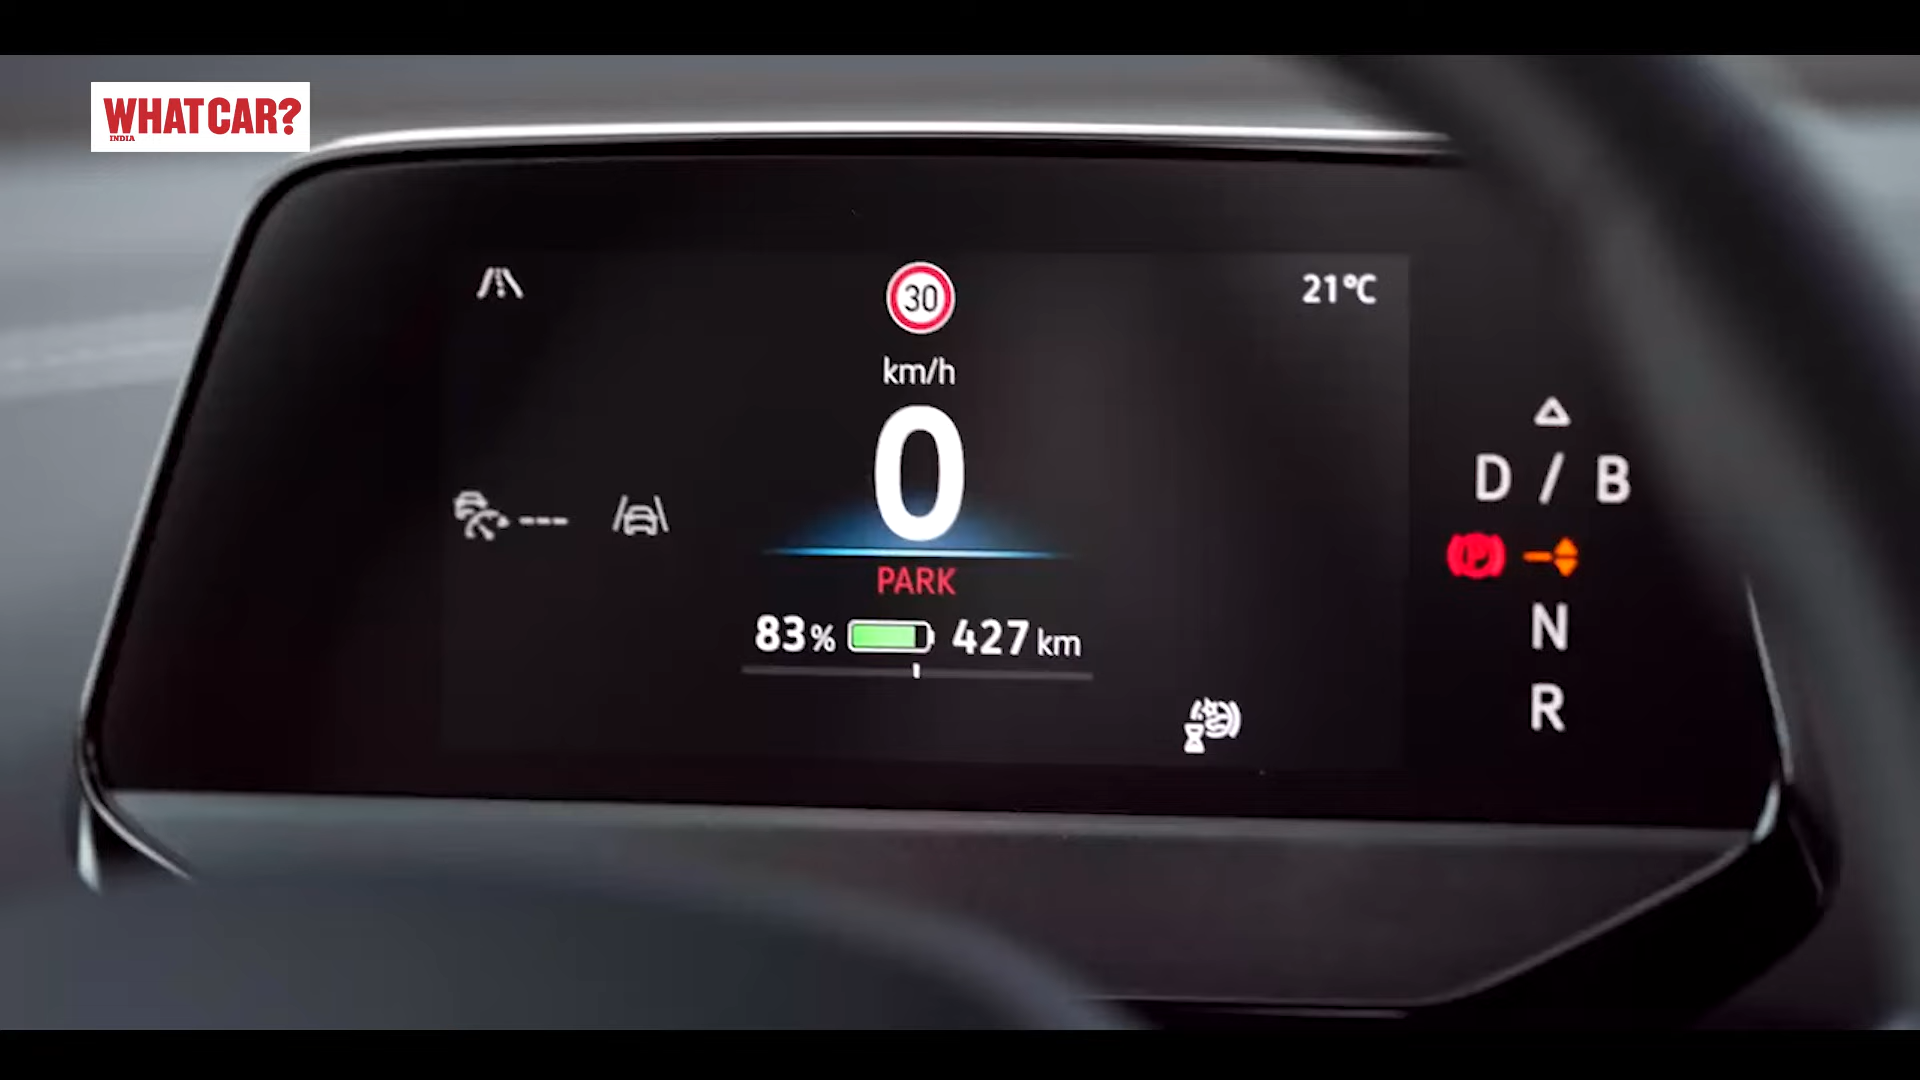 WHAT CAR?
INDIA
30
21°C
km/h
0
D / B
P
PARK
83% 427 km
N
R